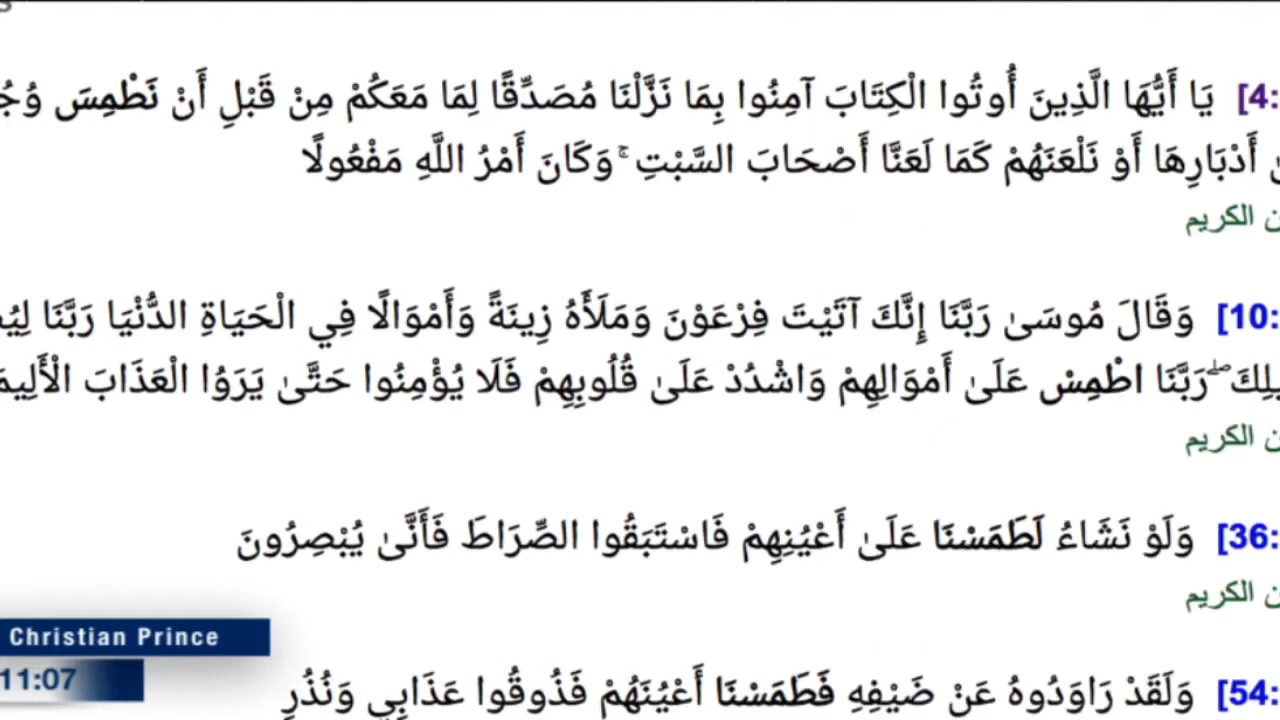 [4: يَا أَيُّهَا الَّذِينَ أُوتُوا الْكِتَابَ آمِنُوا بِمَا نَزَّلْنَا مُصَدِّقًا لِمَا مَعَكُمْ مِنْ قَبْلِ أَنْ نَطْمِسَ
أَدْبَارِهَا أَوْ نَلْعَنَهُمْ كَمَا لَعَنَّا أَصْحَابَ السَّبْتِ ۚ وَكَانَ أَمْرُ اللَّهِ مَفْعُولًا
الكريم
[10: وَقَالَ مُوسَىٰ رَبَّنَا إِنَّكَ آتَيْتَ فِرْعَوْنَ وَمَلَأَهُ زِينَةً وَأَمْوَالًا فِي الْحَيَاةِ الدُّنْيَا رَبَّنَا
رَبَّنَا اطْمِسْ عَلَىٰ أَمْوَالِهِمْ وَاشْدُدْ عَلَىٰ قُلُوبِهِمْ فَلَا يُؤْمِنُوا حَتَّىٰ يَرَوُا الْعَذَابَ
الكريم
[36: وَلَوْ نَشَاءُ لَطَمَسْنَا عَلَىٰ أَعْيُنِهِمْ فَاسْتَبَقُوا الصِّرَاطَ فَأَنَّىٰ يُبْصِرُونَ
الكريم
[54: وَلَقَدْ رَاوَدُوهُ عَنْ ضَيْفِهِ فَطَمَسْنَا أَعْيُنَهُمْ فَذُوقُوا عَذَابِي وَنُذُرِ
Christian Prince
11:07